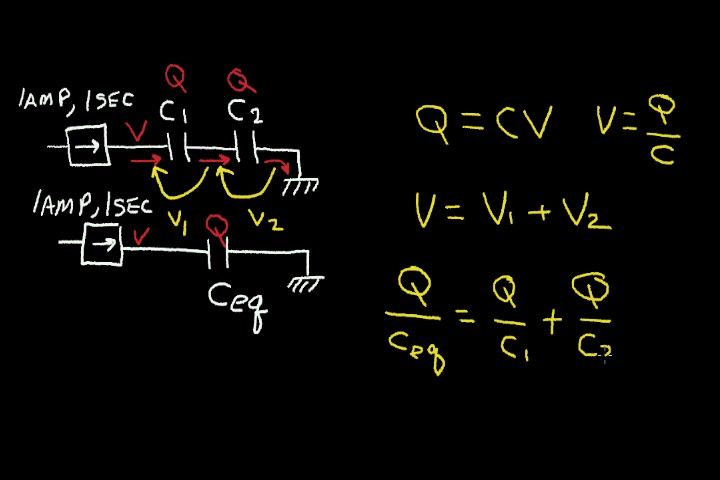 Q Q
1AMP, 1SEC C1 C2
V
V1 V2
1AMP, 1SEC V Q
Ceq
Q = CV V = Q/C
V = V1 + V2
Q/Ceq = Q/C1 + Q/C2